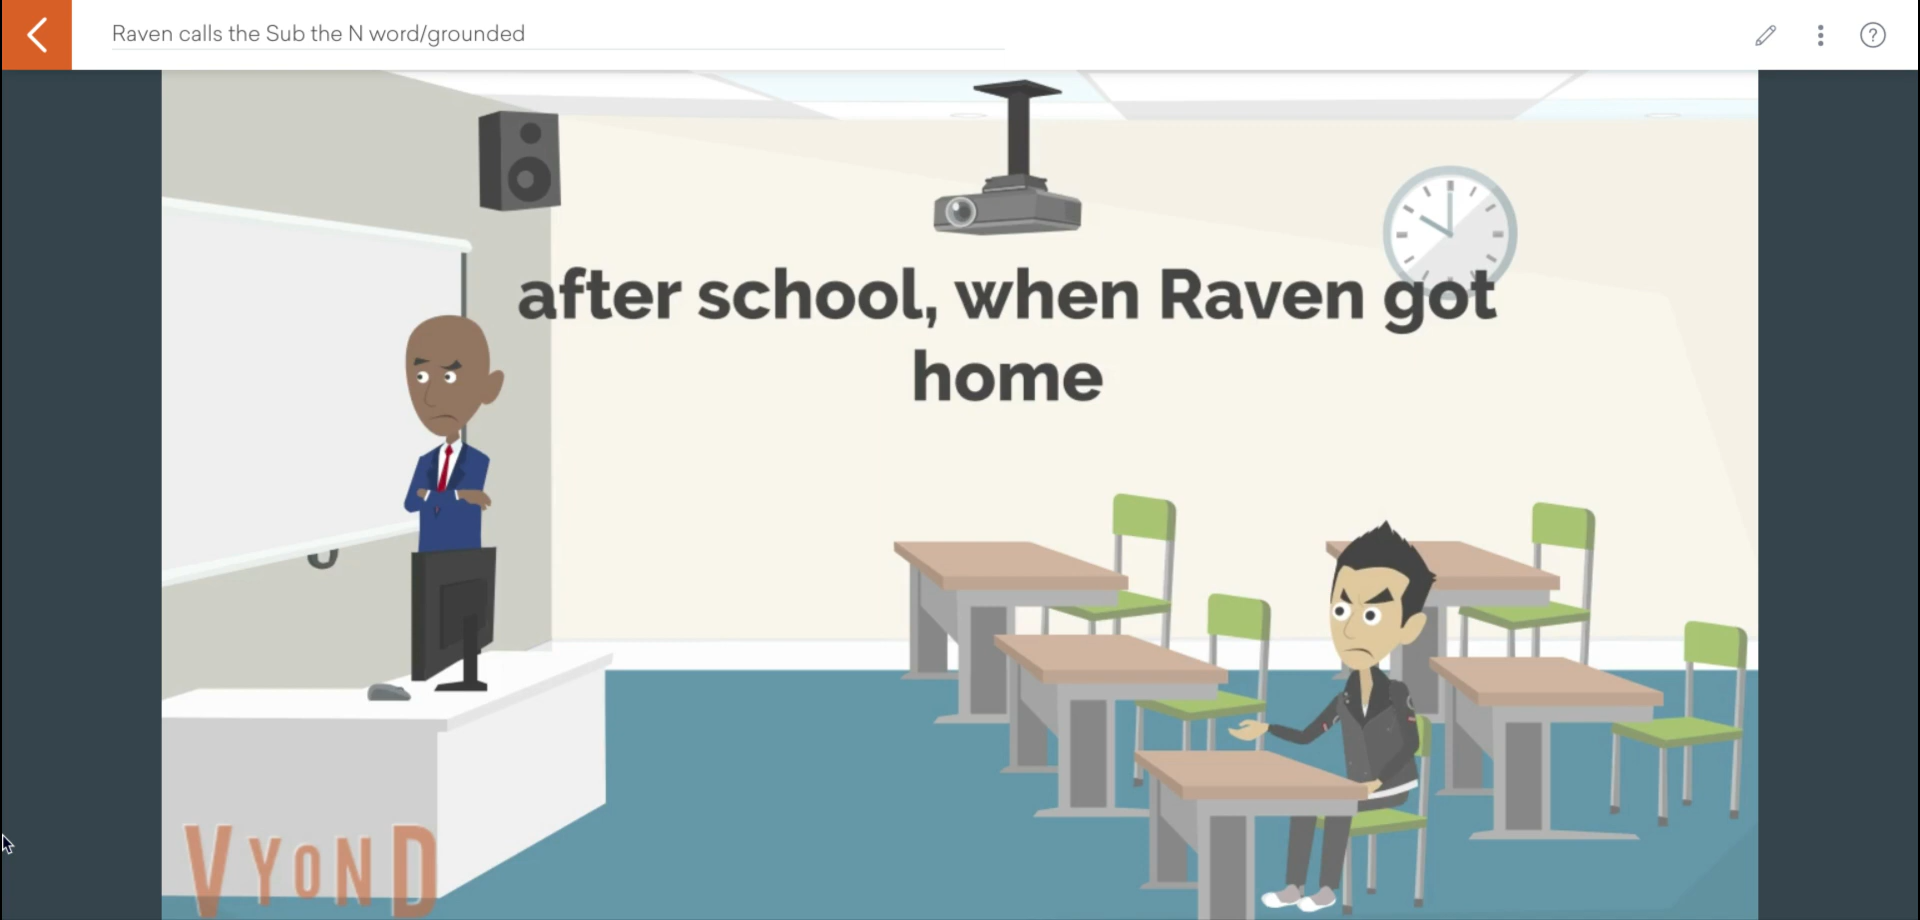 Raven calls the Sub the N word/grounded
after school, when Raven got
home
VYOND